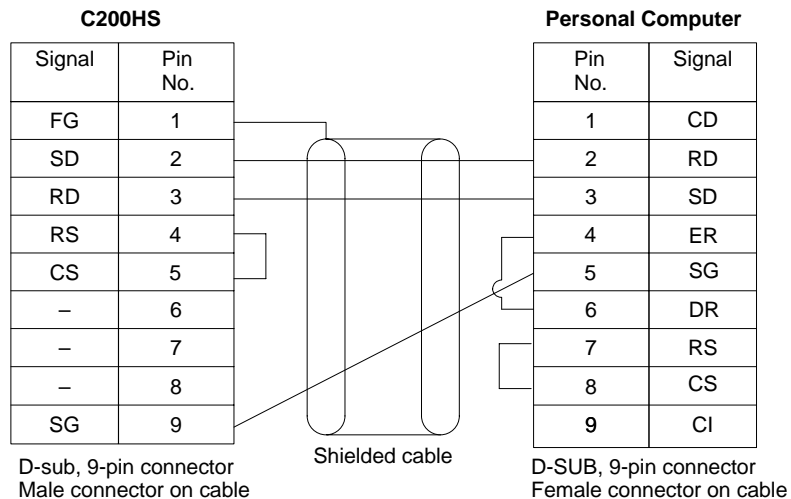 C200HS
Personal Computer
Signal Pin No.
FG 1
SD 2
RD 3
RS 4
CS 5
– 6
– 7
– 8
SG 9
Pin No. Signal
1 CD
2 RD
3 SD
4 ER
5 SG
6 DR
7 RS
8 CS
9 CI
Shielded cable
D-sub, 9-pin connector
Male connector on cable
D-SUB, 9-pin connector
Female connector on cable